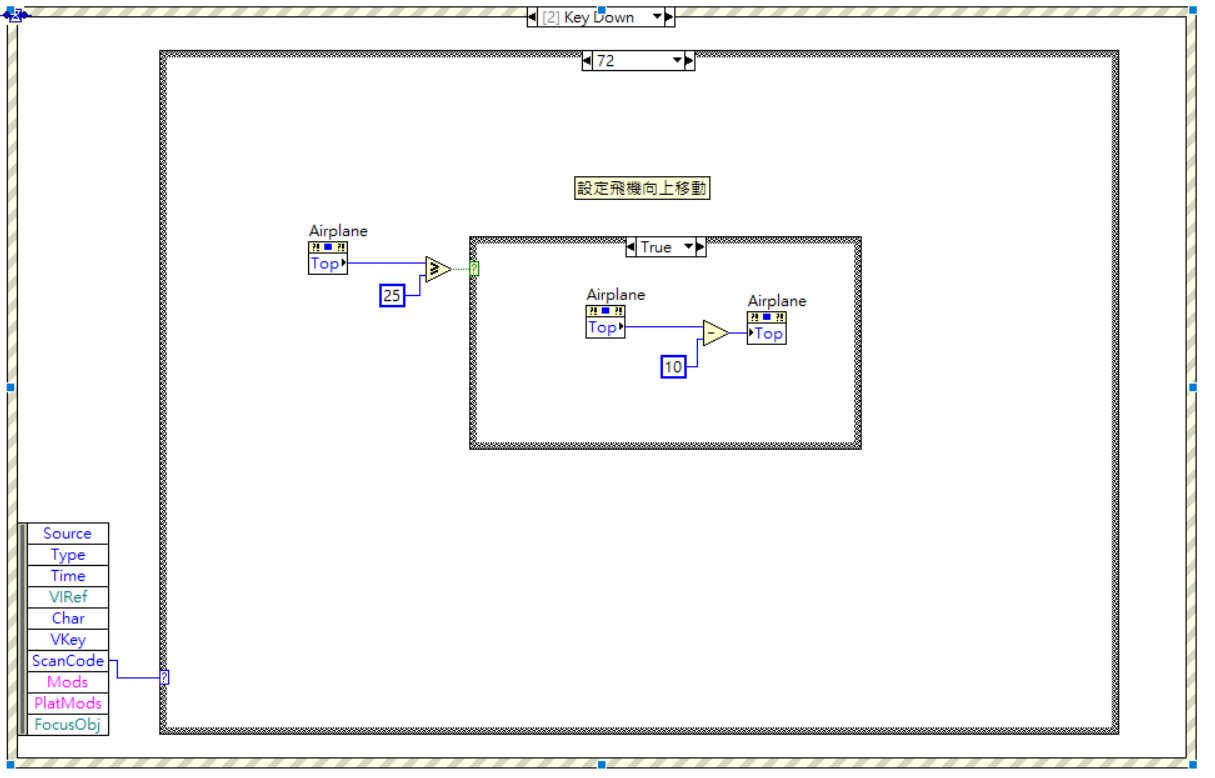 [2] Key Down
72
設定飛機向上移動
Airplane
Top
≥
25
?
True
Airplane
Top
10
-
Airplane
Top
Source
Type
Time
VIRef
Char
VKey
ScanCode
Mods
PlatMods
FocusObj
?